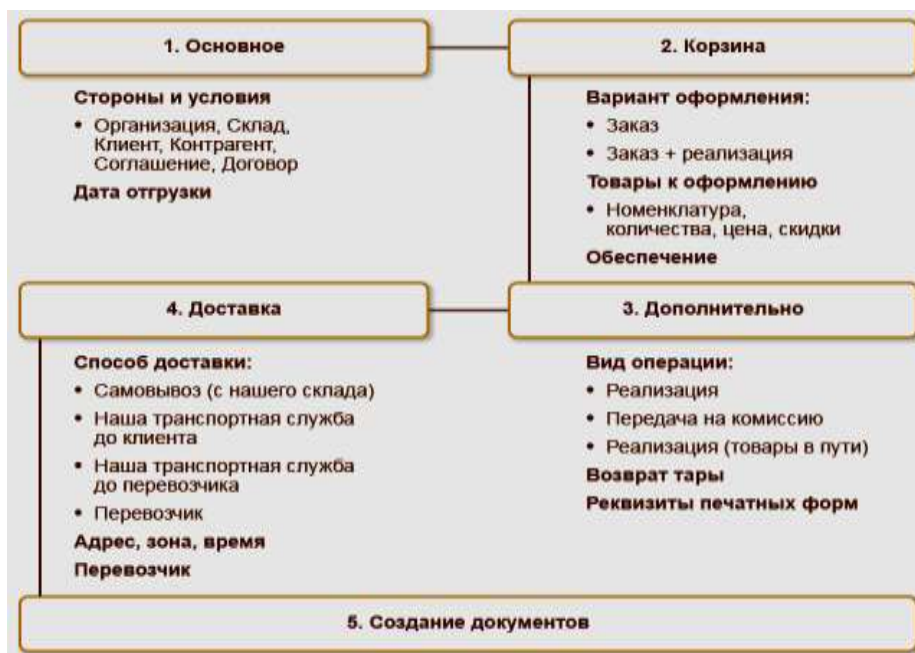 1. Основное
2. Корзина
Стороны и условия
• Организация, Склад,
Клиент, Контрагент,
Соглашение, Договор
Дата отгрузки
Вариант оформления:
• Заказ
• Заказ + реализация
Товары к оформлению
• Номенклатура,
количества, цена, скидки
Обеспечение
4. Доставка
3. Дополнительно
Способ доставки:
• Самовывоз (с нашего склада)
• Наша транспортная служба
до клиента
• Наша транспортная служба
до перевозчика
• Перевозчик
Адрес, зона, время
Перевозчик
Вид операции:
• Реализация
• Передача на комиссию
• Реализация (товары в пути)
Возврат тары
Реквизиты печатных форм
5. Создание документов